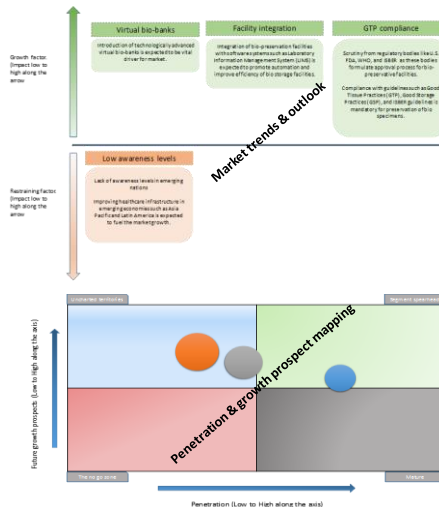 Virtual bio-banks
Facility integration
GTP compliance
Growth factor
(Impact low to
high along the
arrow
Introduction of technologically advanced
virtual bio-banks is expected to be vital
driver for market.
Integration of bio-preservation facilities
with software systems such as Laboratory
Information Management System (LIMS) is
expected to promote automation and
improve efficiency of bio storage facilities.
Scrutiny from regulatory bodies like U.S.
FDA, WHO, and ISBER as these bodies
formulate approval process for bio-
preservative facilities.
Compliance with guidelines such as Good
Tissue Practices (GTP), Good Storage
Practices (GSP), and ISBER guidelines is
mandatory for preservation of bio
specimens.
Market trends & outlook
Low awareness levels
Restraining factor
(Impact low to
high along the
arrow
Lack of awareness levels in emerging
nations
Improving healthcare infrastructure in
emerging economies such as Asia
Pacific and Latin America is expected
to fuel the market growth.
Uncharted territories
Segment spearhead
Future growth prospects (Low to High along the axis)
Penetration & growth prospect mapping
The no go zone
Mature
Penetration (Low to High along the axis)